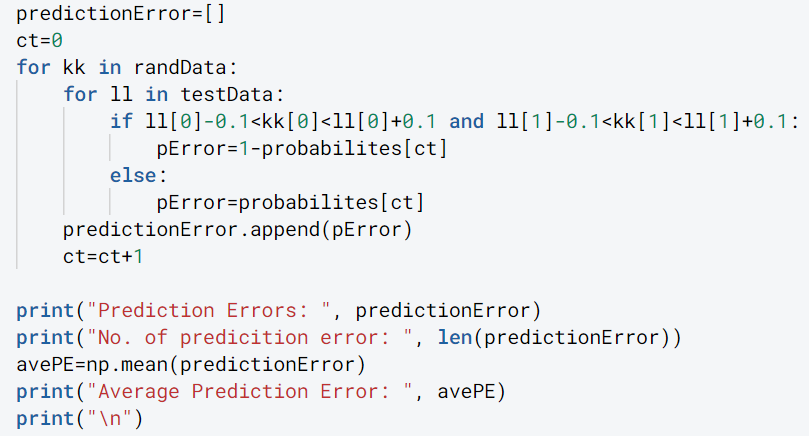 predictionError=[]
ct=0
for kk in randData:
    for ll in testData:
        if ll[0]-0.1<kk[0]<ll[0]+0.1 and ll[1]-0.1<kk[1]<ll[1]+0.1:
            pError=1-probabilites[ct]
        else:
            pError=probabilites[ct]
    predictionError.append(pError)
    ct=ct+1

print("Prediction Errors: ", predictionError)
print("No. of predicition error: ", len(predictionError))
avePE=np.mean(predictionError)
print("Average Prediction Error: ", avePE)
print("\n")